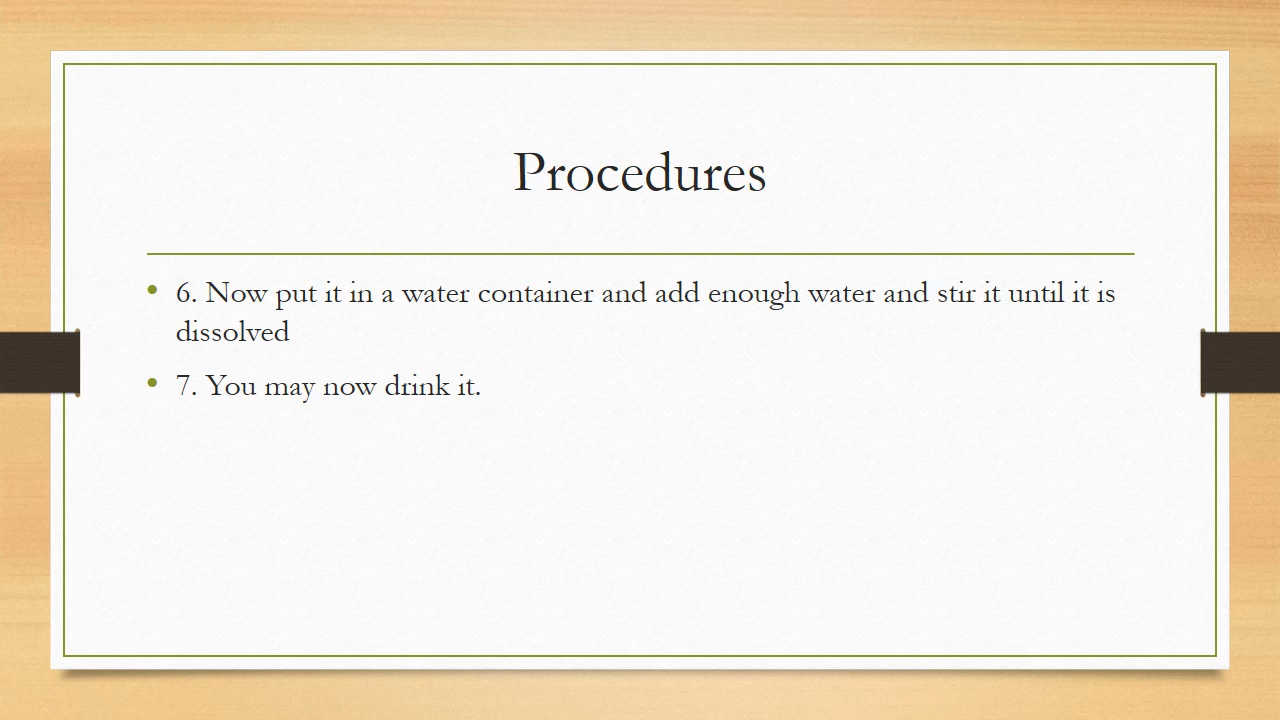 Procedures
• 6. Now put it in a water container and add enough water and stir it until it is
dissolved
• 7. You may now drink it.